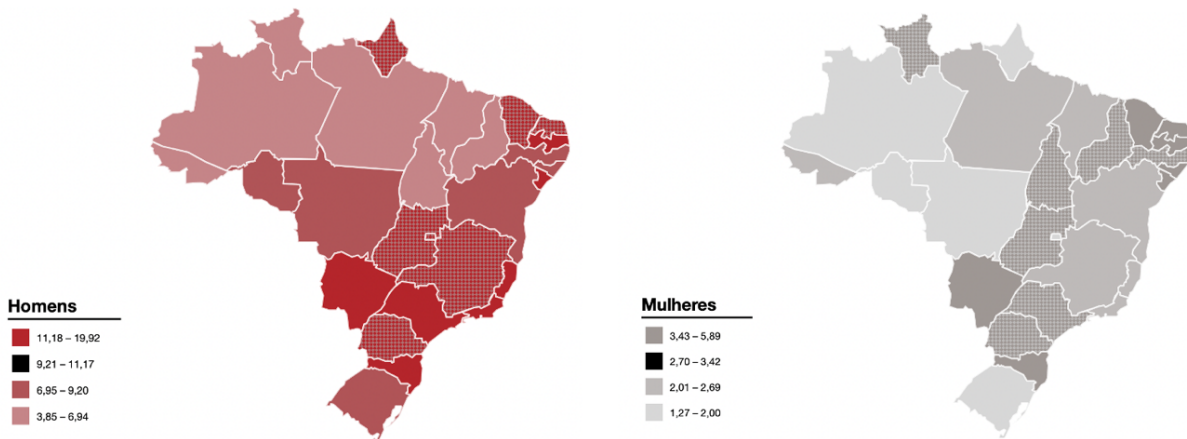 Homens
11,18 – 19,92
9,21 – 11,17
6,95 – 9,20
3,85 – 6,94
Mulheres
3,43 – 5,89
2,70 – 3,42
2,01 – 2,69
1,27 – 2,00